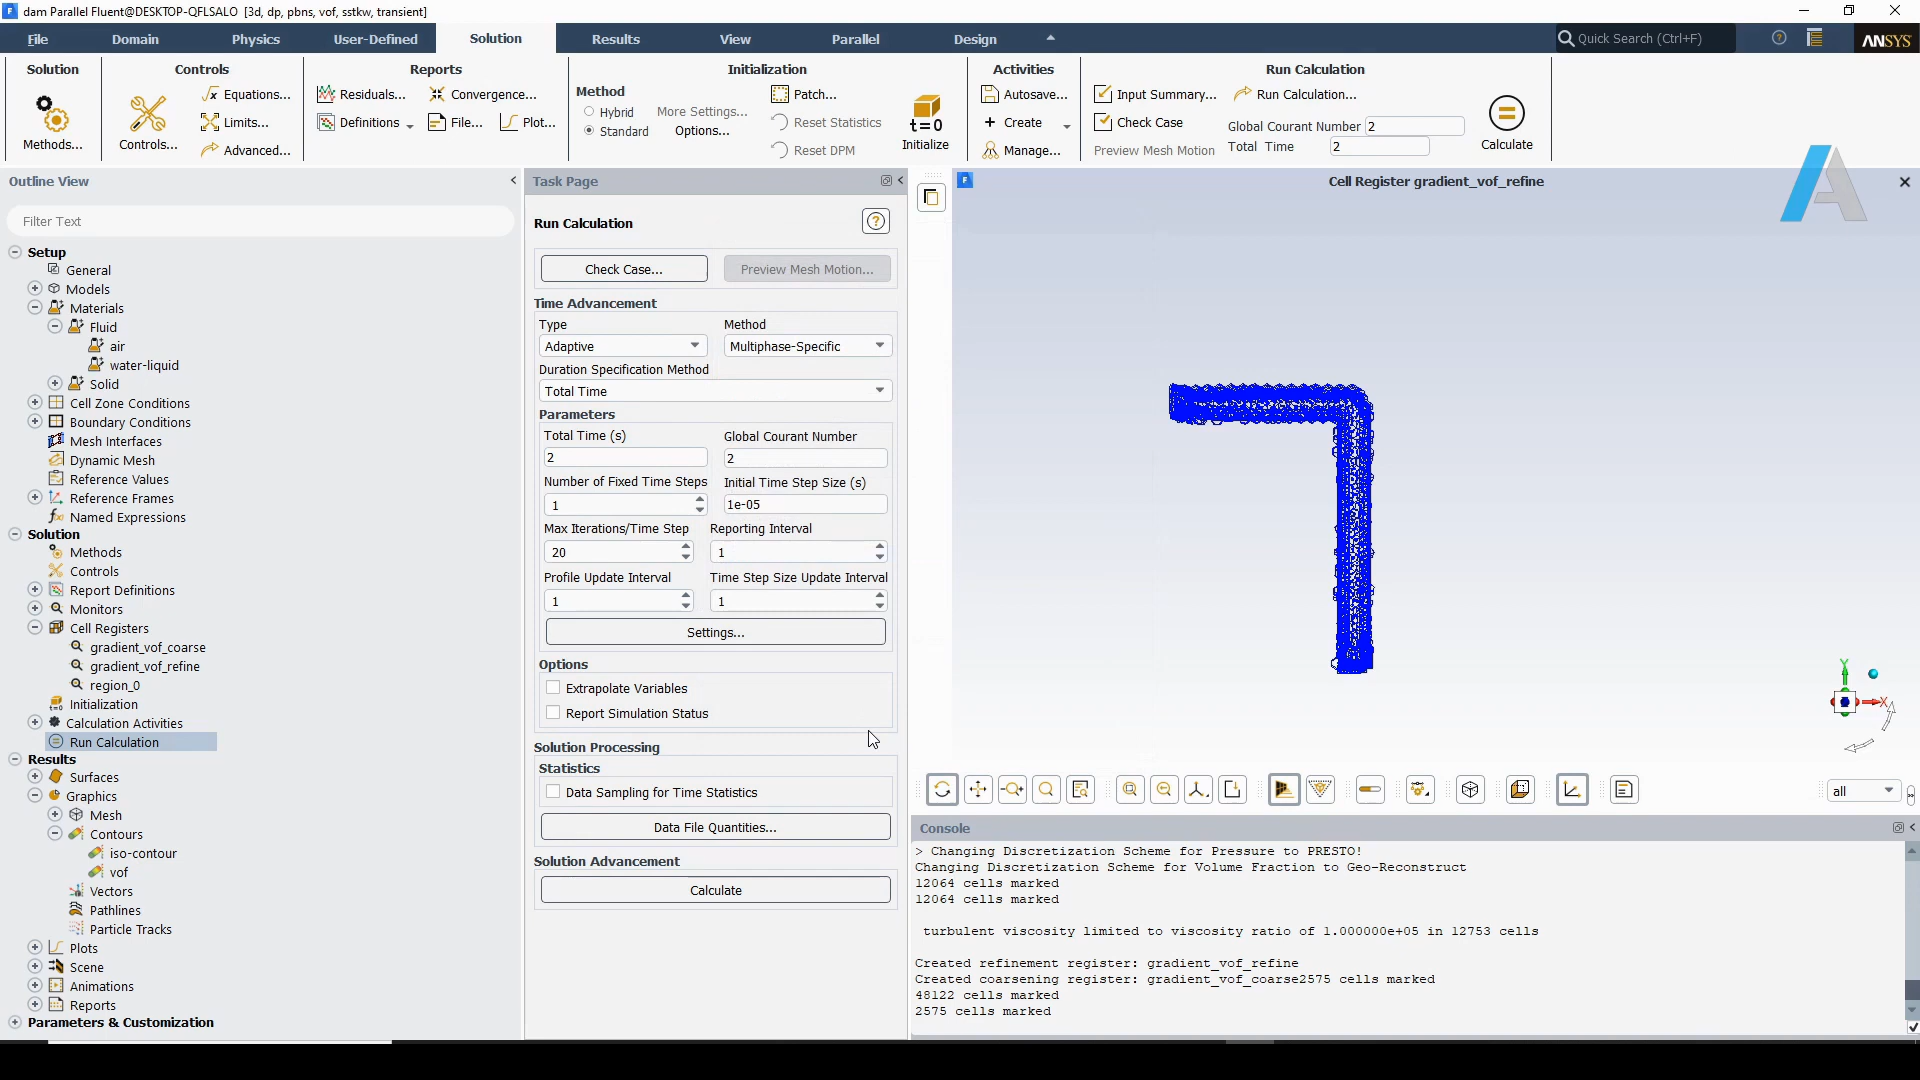 dam Parallel Fluent@DESKTOP-QFLSALO [3d, dp, pbns, vof, sstkw, transient]
File Domain Physics User-Defined Solution Results View Parallel Design Quick Search (Ctrl+F) ANSYS
Solution Controls Reports Initialization Activities Run Calculation
Methods...
Controls...
Equations...
Limits...
Advanced...
Residuals... Convergence...
Definitions File... Plot...
Method
Hybrid More Settings...
Standard Options...
Patch...
Reset Statistics
Reset DPM
Initialize
t=0
Autosave...
Create
Manage...
Input Summary... Run Calculation...
Check Case Global Courant Number 2
Preview Mesh Motion Total Time 2
Calculate
Outline View
Filter Text
Setup
General
Models
Materials
Fluid
air
water-liquid
Solid
Cell Zone Conditions
Boundary Conditions
Mesh Interfaces
Dynamic Mesh
Reference Values
Reference Frames
Named Expressions
Solution
Methods
Controls
Report Definitions
Monitors
Cell Registers
gradient_vof_coarse
gradient_vof_refine
region_0
Initialization
Calculation Activities
Run Calculation
Results
Surfaces
Graphics
Mesh
Contours
iso-contour
vof
Vectors
Pathlines
Particle Tracks
Plots
Scene
Animations
Reports
Parameters & Customization
Task Page
Run Calculation
Check Case... Preview Mesh Motion...
Time Advancement
Type Method
Adaptive Multiphase-Specific
Duration Specification Method
Total Time
Parameters
Total Time (s) Global Courant Number
2 2
Number of Fixed Time Steps Initial Time Step Size (s)
1 1e-05
Max Iterations/Time Step Reporting Interval
20 1
Profile Update Interval Time Step Size Update Interval
1 1
Settings...
Options
Extrapolate Variables
Report Simulation Status
Solution Processing
Statistics
Data Sampling for Time Statistics
Data File Quantities...
Solution Advancement
Calculate
Cell Register gradient_vof_refine
Y
X
all
Console
> Changing Discretization Scheme for Pressure to PRESTO!
Changing Discretization Scheme for Volume Fraction to Geo-Reconstruct
12064 cells marked
12064 cells marked
turbulent viscosity limited to viscosity ratio of 1.000000e+05 in 12753 cells
Created refinement register: gradient_vof_refine
Created coarsening register: gradient_vof_coarse2575 cells marked
48122 cells marked
2575 cells marked